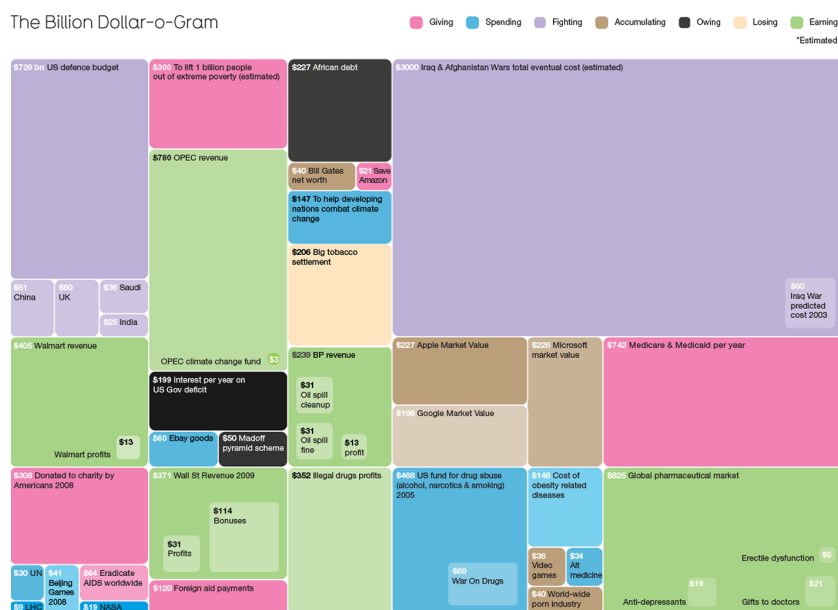 The Billion Dollar-o-Gram
Giving
Spending
Fighting
Accumulating
Owing
Losing
Earning
*Estimated
$726 bn US defence budget
$300 To lift 1 billion people
out of extreme poverty (estimated)
$227 African debt
$3000 Iraq & Afghanistan Wars total eventual cost (estimated)
$780 OPEC revenue
$40 Bill Gates
net worth
$21 Save
Amazon
$147 To help developing
nations combat climate
change
$206 Big tobacco
settlement
$61
China
$60
UK
$36 Saudi
$25 India
$60
Iraq War
predicted
cost 2003
$405 Walmart revenue
Walmart profits
$13
OPEC climate change fund
$3
$239 BP revenue
$31
Oil spill
cleanup
$31
Oil spill
fine
$13
profit
$227 Apple Market Value
$226 Microsoft
market value
$742 Medicare & Medicaid per year
$199 Interest per year on
US Gov deficit
$196 Google Market Value
$60 Ebay goods
$50 Madoff
pyramid scheme
$308 Donated to charity by
Americans 2008
$371 Wall St Revenue 2009
$114
Bonuses
$31
Profits
$352 Illegal drugs profits
$466 US fund for drug abuse
(alcohol, narcotics & smoking)
2005
$69
War On Drugs
$148 Cost of
obesity related
diseases
$825 Global pharmaceutical market
Erectile dysfunction
$6
$19
Anti-depressants
$21
Gifts to doctors
$36
Video
games
$34
Alt
medicine
$40 World-wide
porn industry
$30 UN
$41
Beijing
Games
2008
$64 Eradicate
AIDS worldwide
$120 Foreign aid payments
$9 LHC
$19 NASA